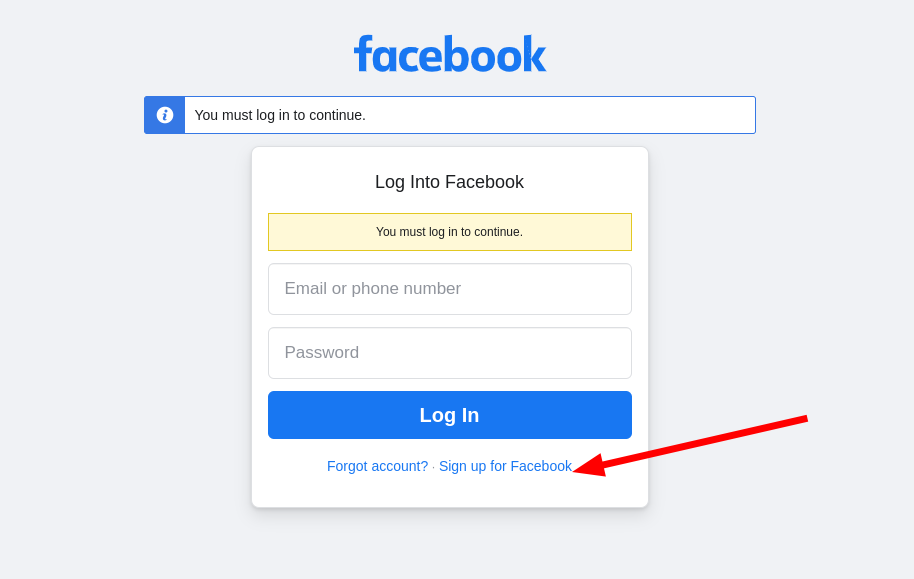 facebook
You must log in to continue.
Log Into Facebook
You must log in to continue.
Email or phone number
Password
Log In
Forgot account? · Sign up for Facebook